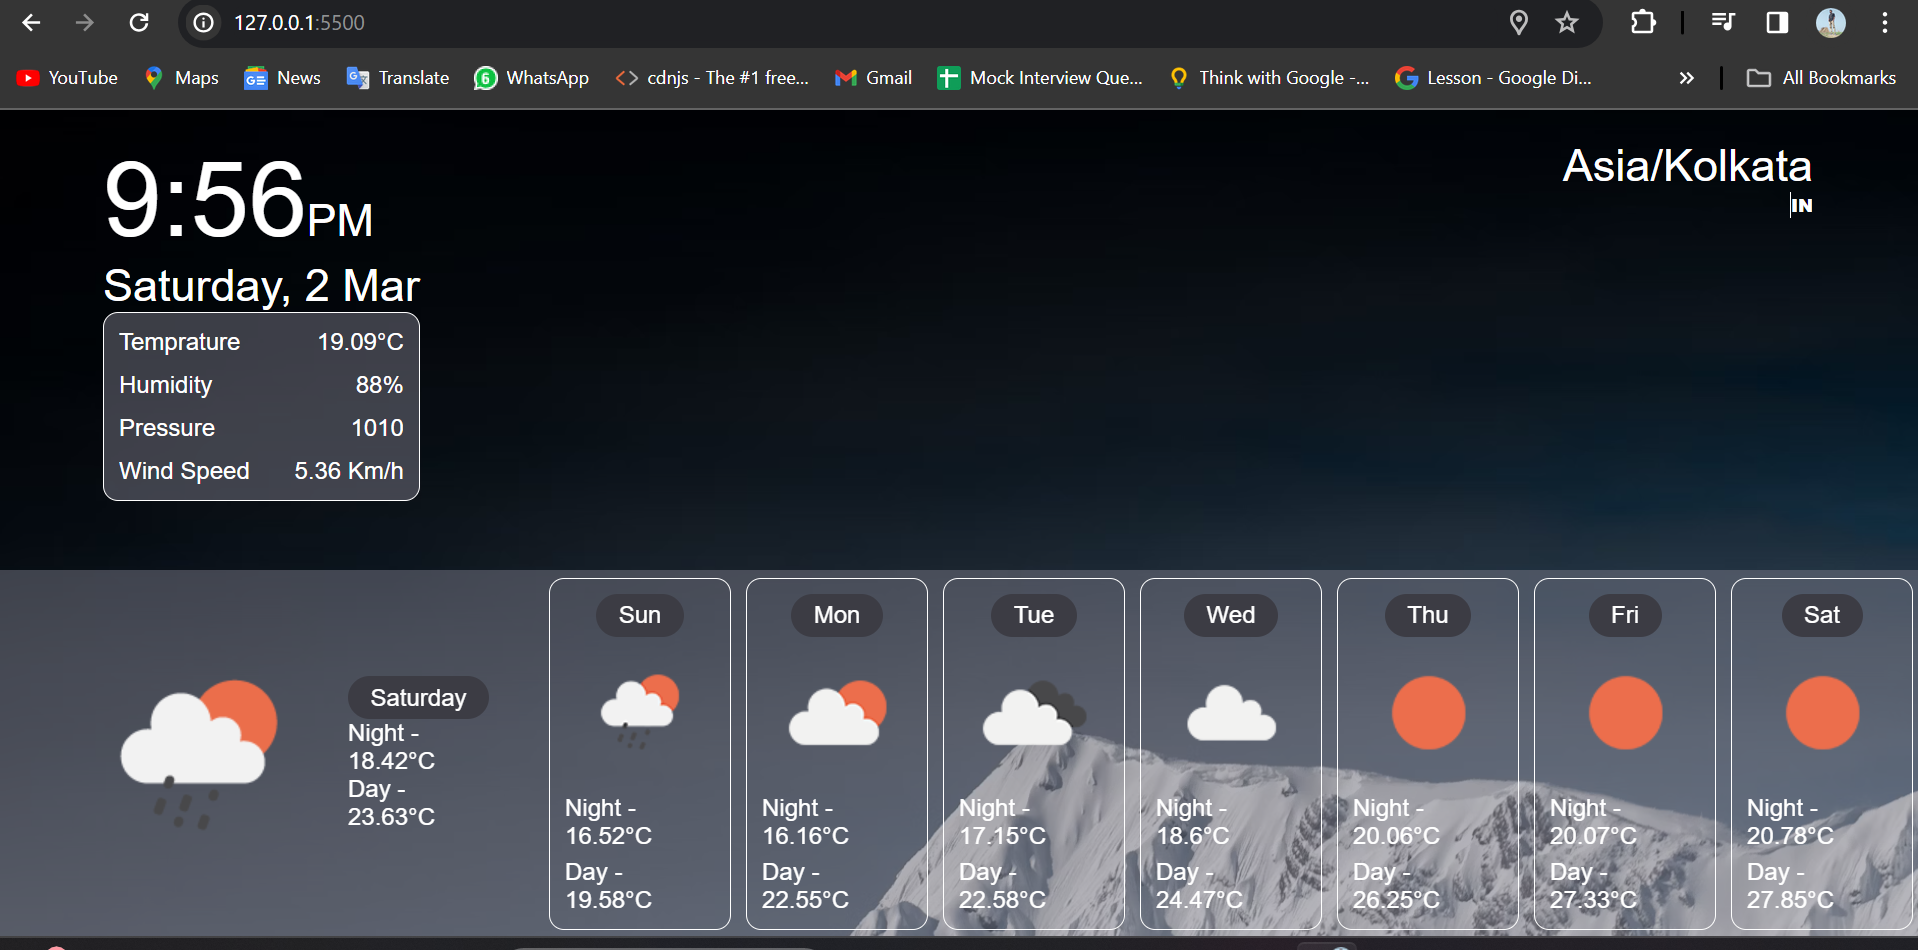 127.0.0.1:5500
YouTube Maps News Translate 6 WhatsApp cdnjs - The #1 free... Gmail Mock Interview Que... Think with Google -... Lesson - Google Di... » All Bookmarks
9:56PM
Asia/Kolkata
IN
Saturday, 2 Mar
Temprature 19.09°C
Humidity 88%
Pressure 1010
Wind Speed 5.36 Km/h
Saturday
Night -
18.42°C
Day -
23.63°C
Sun
Night -
16.52°C
Day -
19.58°C
Mon
Night -
16.16°C
Day -
22.55°C
Tue
Night -
17.15°C
Day -
22.58°C
Wed
Night -
18.6°C
Day -
24.47°C
Thu
Night -
20.06°C
Day -
26.25°C
Fri
Night -
20.07°C
Day -
27.33°C
Sat
Night -
20.78°C
Day -
27.85°C